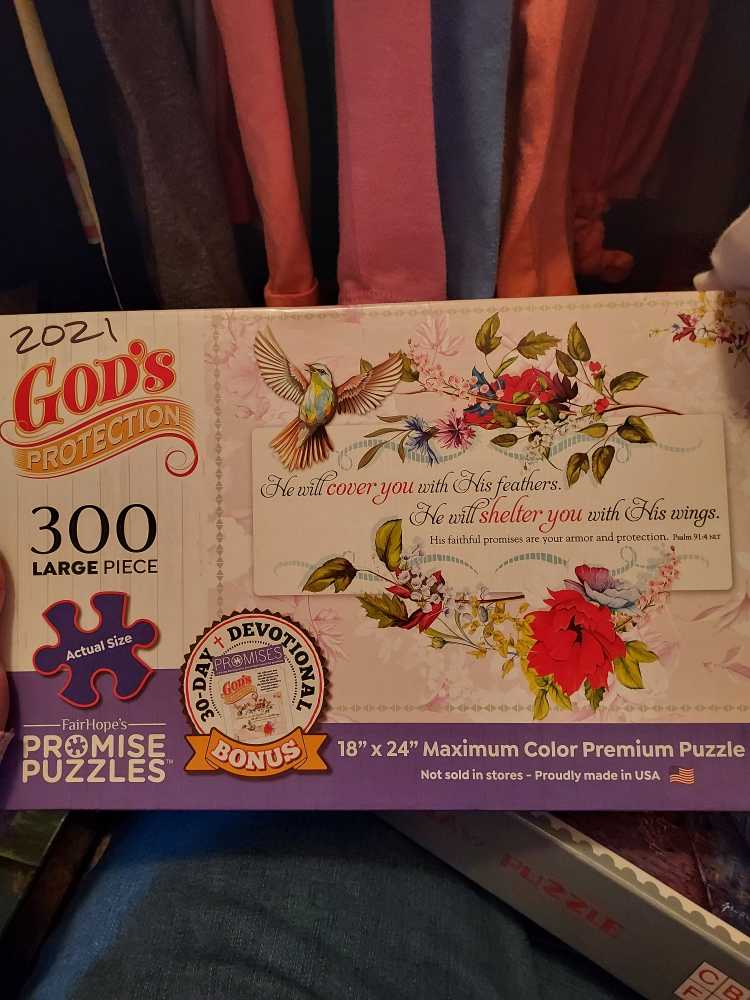 2021
GOD'S
PROTECTION
300
LARGE PIECE
Actual Size
He will cover you with His feathers.
He will shelter you with His wings.
His faithful promises are your armor and protection. Psalm 91:4 NLT
30-DAY † DEVOTIONAL
PROMISES
GOD'S
BONUS
FairHope's
PROMISE
PUZZLES™
18" x 24" Maximum Color Premium Puzzle
Not sold in stores - Proudly made in USA
PUZZLE
C B